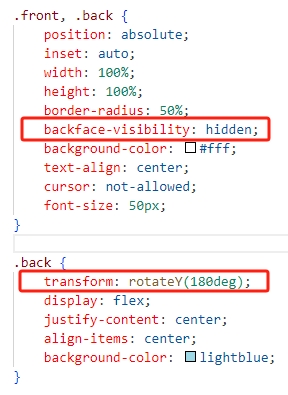 .front, .back {
    position: absolute;
    inset: auto;
    width: 100%;
    height: 100%;
    border-radius: 50%;
    backface-visibility: hidden;
    background-color: #fff;
    text-align: center;
    cursor: not-allowed;
    font-size: 50px;
}
.back {
    transform: rotateY(180deg);
    display: flex;
    justify-content: center;
    align-items: center;
    background-color: lightblue;
}